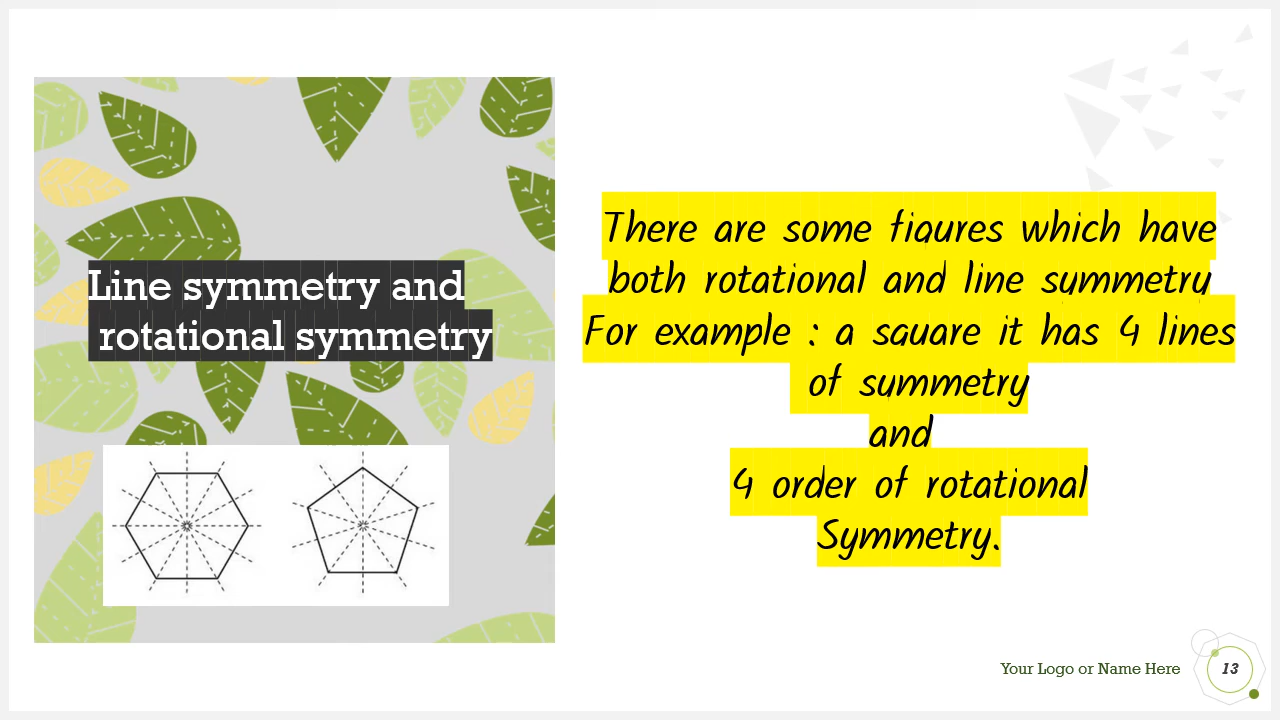 Line symmetry and
rotational symmetry
There are some figures which have
both rotational and line symmetry
For example : a square it has 4 lines
of symmetry
and
4 order of rotational
Symmetry.
Your Logo or Name Here
13